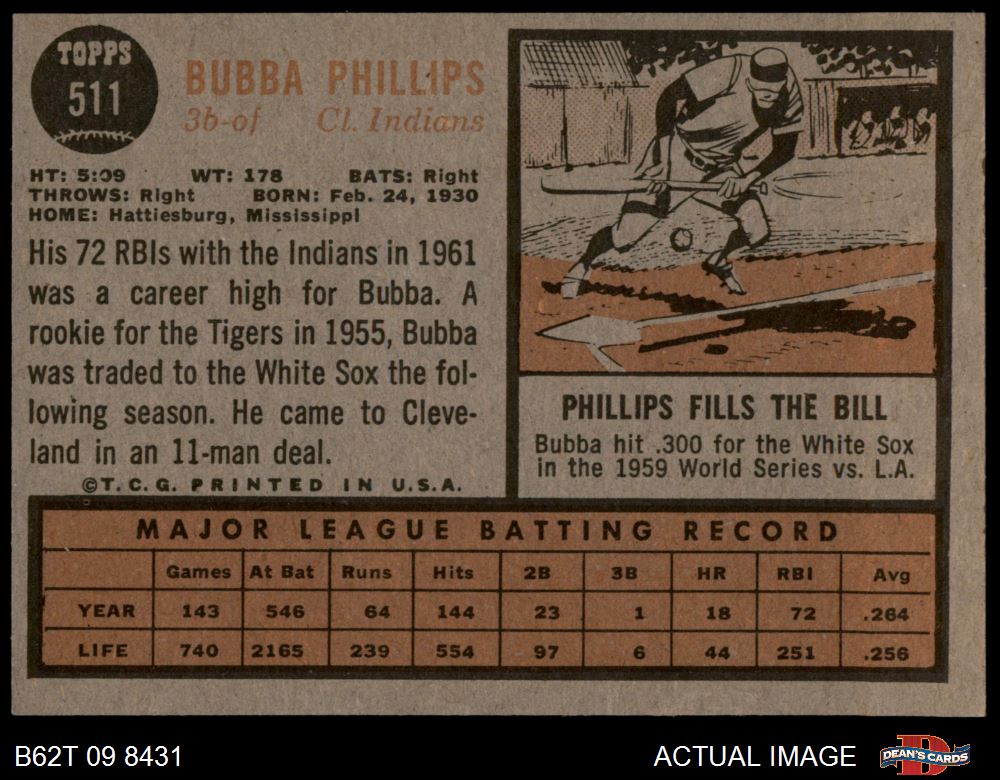 TOPPS
511
BUBBA PHILLIPS
3b-of Cl. Indians
HT: 5:09 WT: 178 BATS: Right
THROWS: Right BORN: Feb. 24, 1930
HOME: Hattiesburg, Mississippi
His 72 RBIs with the Indians in 1961
was a career high for Bubba. A
rookie for the Tigers in 1955, Bubba
was traded to the White Sox the fol-
lowing season. He came to Cleve-
land in an 11-man deal.
©T.C.G. PRINTED IN U.S.A.
PHILLIPS FILLS THE BILL
Bubba hit .300 for the White Sox
in the 1959 World Series vs. L.A.
MAJOR LEAGUE BATTING RECORD
Games At Bat Runs Hits 2B 3B HR RBI Avg
YEAR 143 546 64 144 23 1 18 72 .264
LIFE 740 2165 239 554 97 6 44 251 .256
B62T 09 8431 ACTUAL IMAGE
D
DEAN'S CARDS